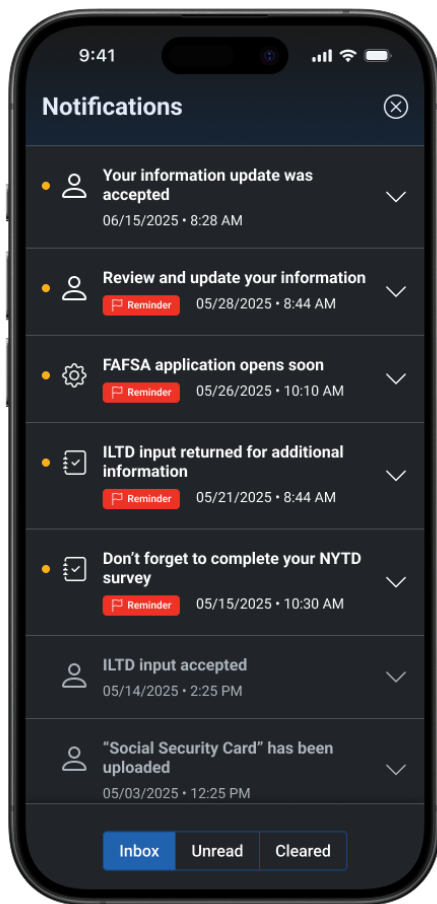 9:41
Notifications
Your information update was
accepted
06/15/2025 • 8:28 AM
Review and update your information
Reminder 05/28/2025 • 8:44 AM
FAFSA application opens soon
Reminder 05/26/2025 • 10:10 AM
ILTD input returned for additional
information
Reminder 05/21/2025 • 8:44 AM
Don’t forget to complete your NYTD
survey
Reminder 05/15/2025 • 10:30 AM
ILTD input accepted
05/14/2025 • 2:25 PM
“Social Security Card” has been
uploaded
05/03/2025 • 12:25 PM
Inbox Unread Cleared